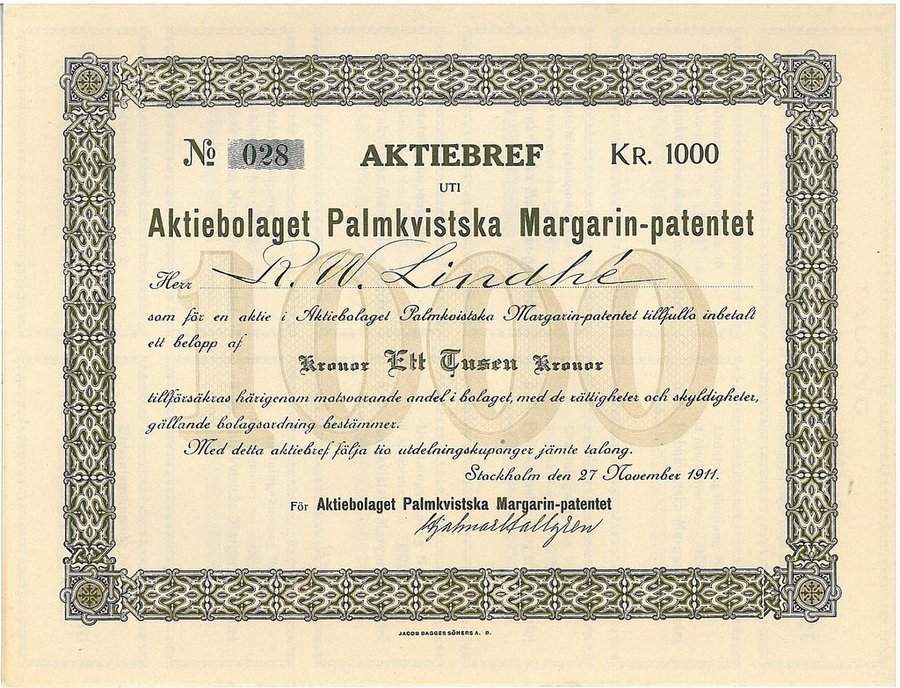 No 028 AKTIEBREF KR. 1000
UTI
Aktiebolaget Palmkvistska Margarin-patentet
Herr R. W. Lindhé
som för en aktie i Aktiebolaget Palmkvistska Margarin-patentet tillfullo inbetalt
ett belopp af
Kronor Ett Tusen Kronor
1000
tillförsäkras härigenom motsvarande andel i bolaget, med de rättigheter och skyldigheter,
gällande bolagsordning bestämmer.
Med detta aktiebref följa tio utdelningskuponger jämte talong.
Stockholm den 27 November 1911.
För Aktiebolaget Palmkvistska Margarin-patentet
Hjalmar Hallgren
JACOB BAGGES SÖNERS A. B.